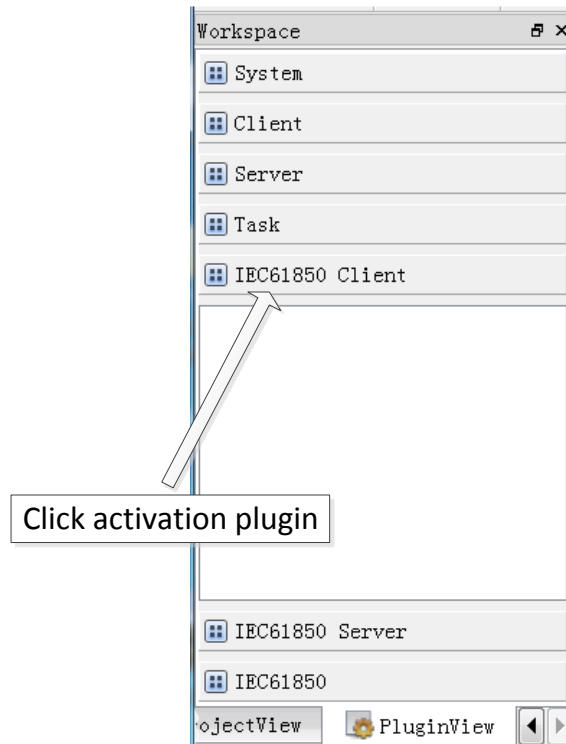 Workspace
System
Client
Server
Task
IEC61850 Client
Click activation plugin
IEC61850 Server
IEC61850
ojectView PluginView